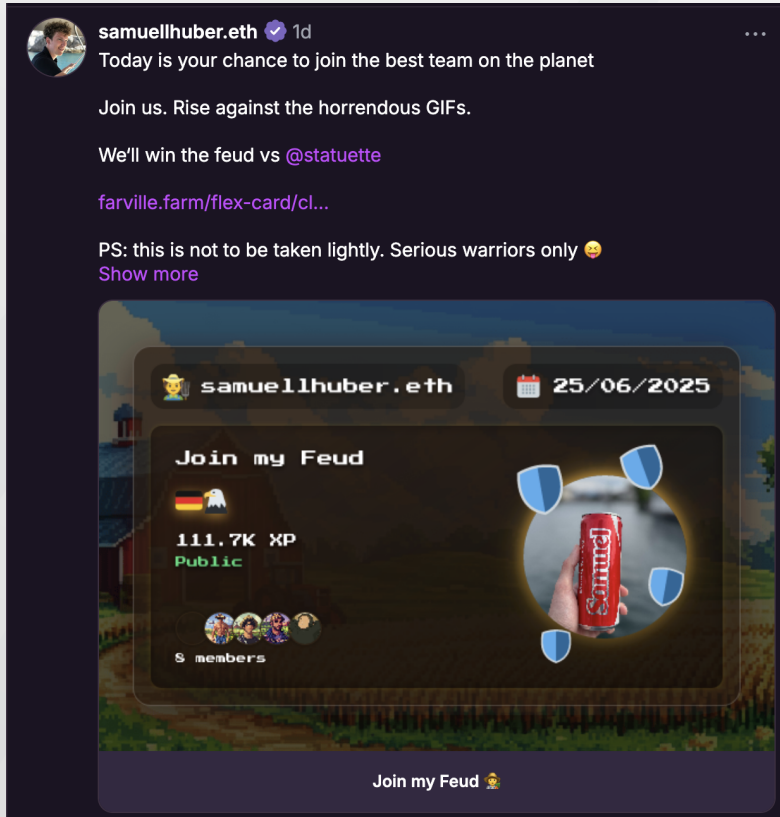 samuellhuber.eth 1d
Today is your chance to join the best team on the planet
Join us. Rise against the horrendous GIFs.
We'll win the feud vs @statuette
farville.farm/flex-card/cl...
PS: this is not to be taken lightly. Serious warriors only 😝
Show more
samuellhuber.eth
25/06/2025
Join my Feud
111.7K XP
Public
8 members
Samuel
Join my Feud